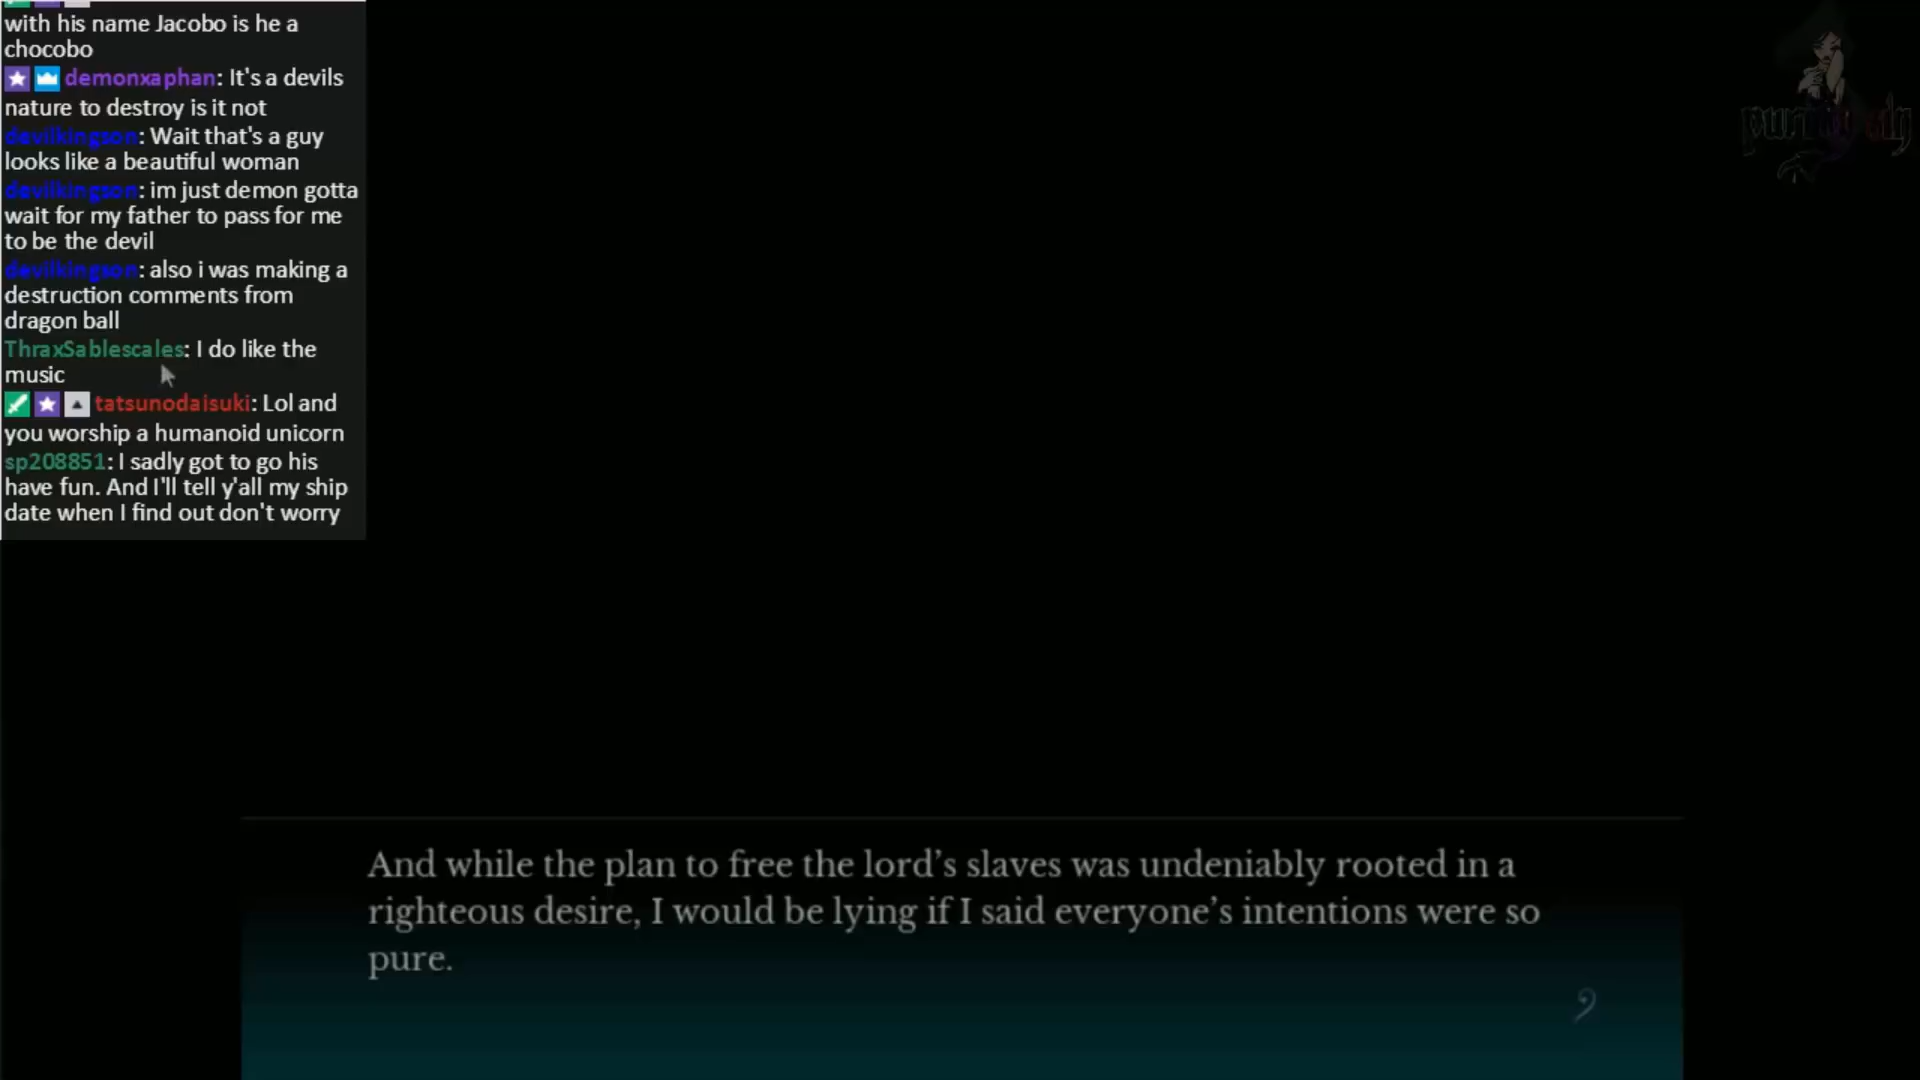 with his name Jacobo is he a
chocobo
demonxaphan: It's a devils
nature to destroy is it not
devilkingson: Wait that's a guy
looks like a beautiful woman
devilkingson: im just demon gotta
wait for my father to pass for me
to be the devil
devilkingson: also i was making a
destruction comments from
dragon ball
ThraxSablescales: I do like the
music
tatsunodaisuki: Lol and
you worship a humanoid unicorn
sp208851: I sadly got to go his
have fun. And I'll tell y'all my ship
date when I find out don't worry
And while the plan to free the lord’s slaves was undeniably rooted in a
righteous desire, I would be lying if I said everyone’s intentions were so
pure.